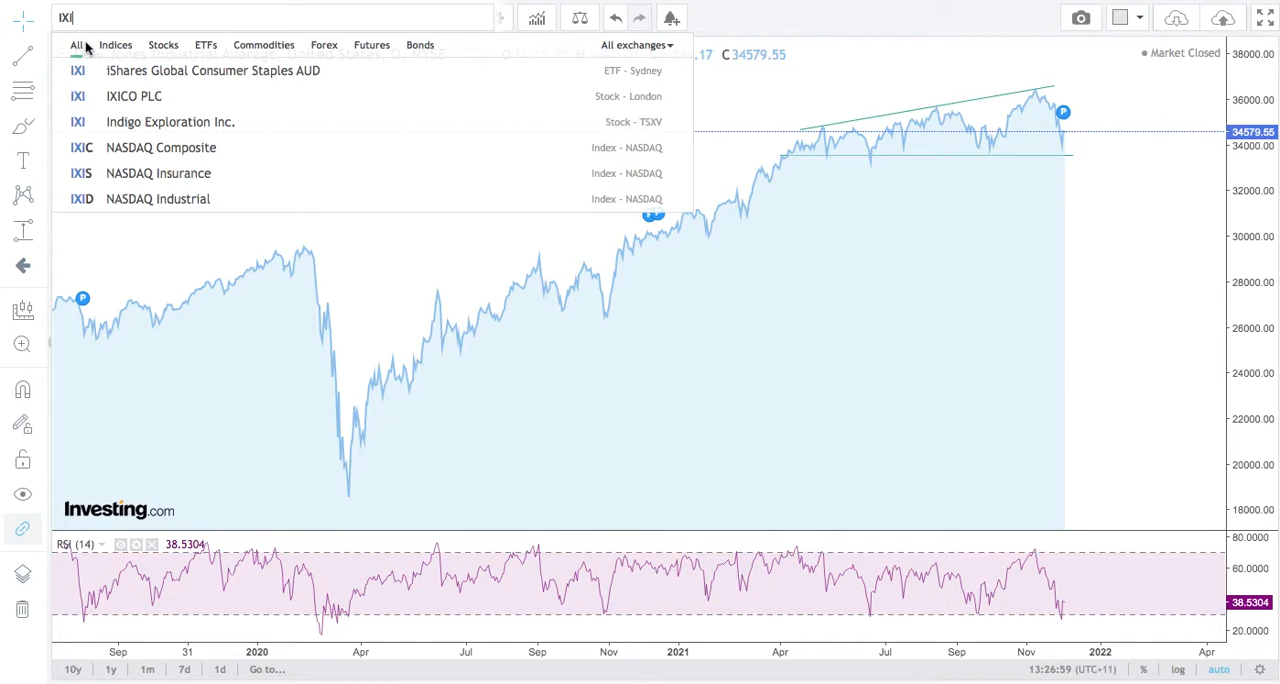 IXI
All Indices Stocks ETFs Commodities Forex Futures Bonds All exchanges
.17 C34579.55
Market Closed
IXI iShares Global Consumer Staples AUD ETF - Sydney
IXI IXICO PLC Stock - London
IXI Indigo Exploration Inc. Stock - TSXV
IXIC NASDAQ Composite Index - NASDAQ
IXIS NASDAQ Insurance Index - NASDAQ
IXID NASDAQ Industrial Index - NASDAQ
38000.00
36000.00
P
34579.55
34000.00
32000.00
P P
30000.00
P
28000.00
26000.00
24000.00
22000.00
20000.00
18000.00
Investing.com
RSI (14) 38.5304
80.0000
60.0000
38.5304
20.0000
Sep 31 2020 Apr Jul Sep Nov 2021 Apr Jul Sep Nov 2022 Apr
10y 1y 1m 7d 1d Go to... 13:26:59 (UTC+11) % log auto